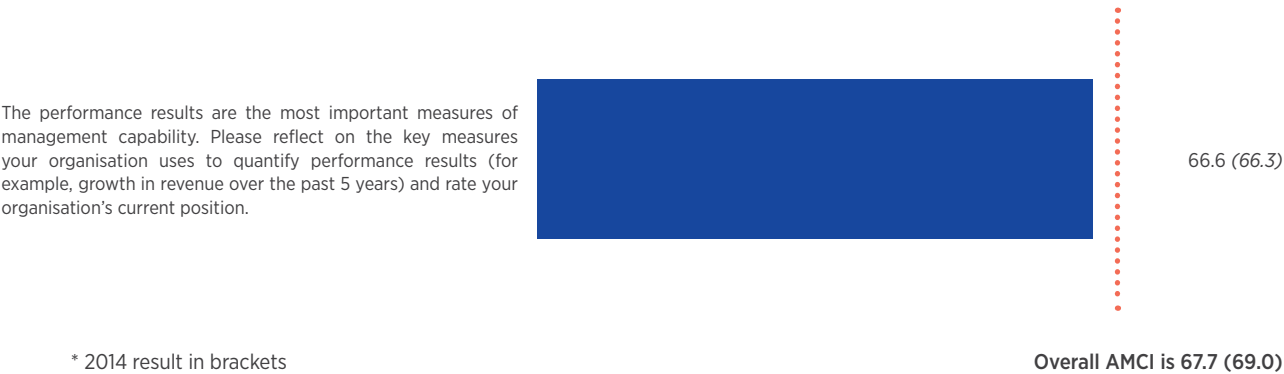 The performance results are the most important measures of
management capability. Please reflect on the key measures
your organisation uses to quantify performance results (for
example, growth in revenue over the past 5 years) and rate your
organisation’s current position.
66.6 (66.3)
* 2014 result in brackets
Overall AMCI is 67.7 (69.0)